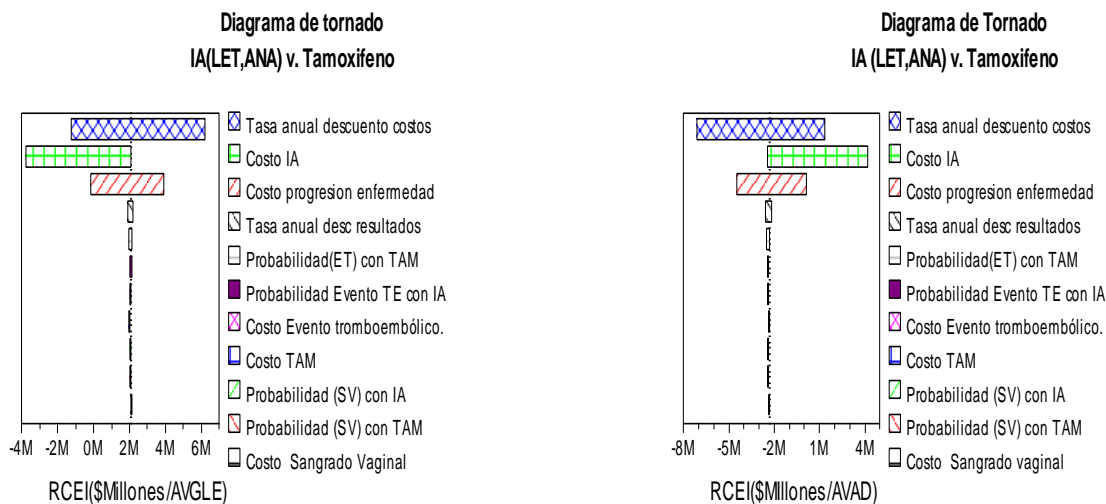 Diagrama de tornado
IA(LET,ANA) v. Tamoxifeno
Tasa anual descuento costos
Costo IA
Costo progresion enfermedad
Tasa anual desc resultados
Probabilidad(ET) con TAM
Probabilidad Evento TE con IA
Costo Evento tromboembólico.
Costo TAM
Probabilidad (SV) con IA
Probabilidad (SV) con TAM
Costo Sangrado Vaginal
-4M -2M 0M 2M 4M 6M
RCEI($Millones/AVGLE)
Diagrama de Tornado
IA (LET,ANA) v. Tamoxifeno
Tasa anual descuento costos
Costo IA
Costo progresion enfermedad
Tasa anual desc resultados
Probabilidad(ET) con TAM
Probabilidad Evento TE con IA
Costo Evento tromboembólico.
Costo TAM
Probabilidad (SV) con IA
Probabilidad (SV) con TAM
Costo Sangrado vaginal
-8M -5M -2M 1M 4M
RCEI($MIllones/AVAD)